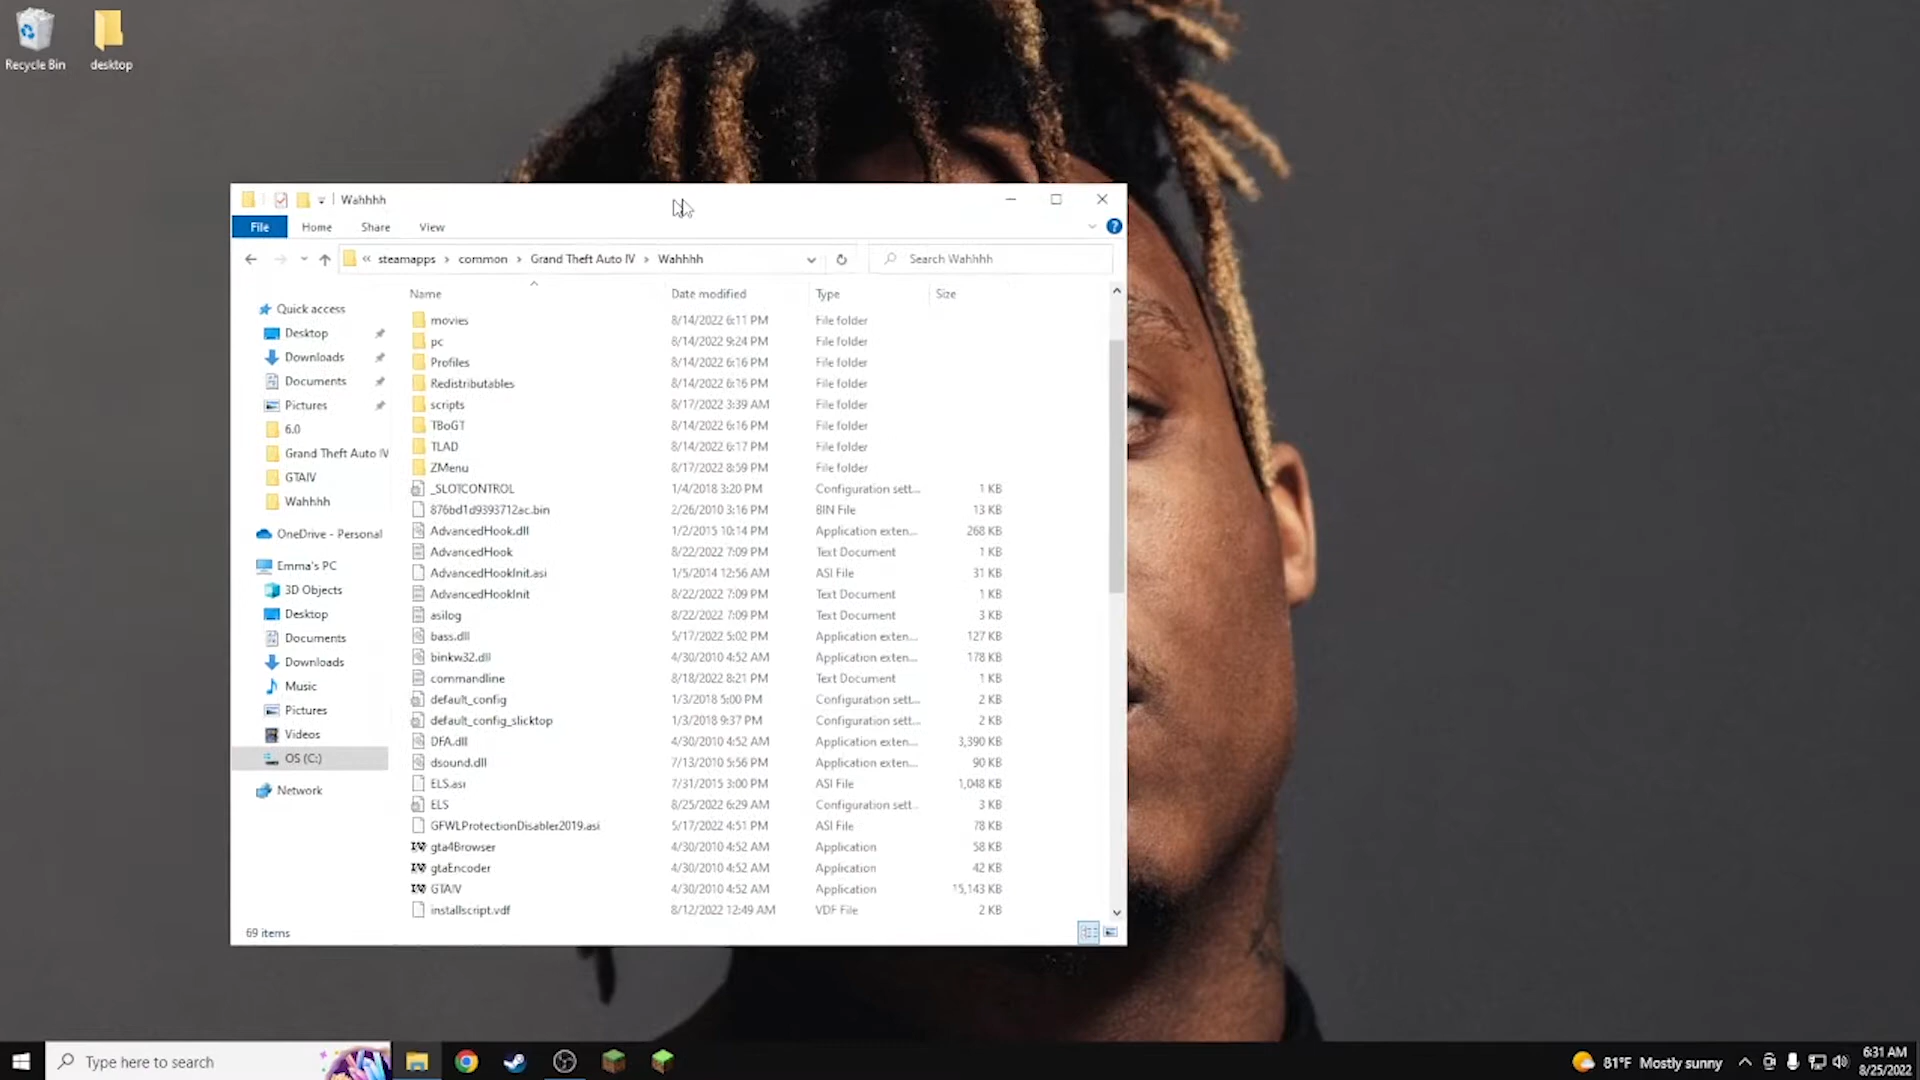 Recycle Bin
desktop
Wahhhh
File Home Share View
« steamapps › common › Grand Theft Auto IV › Wahhhh
Search Wahhhh
Name Date modified Type Size
Quick access
Desktop
Downloads
Documents
Pictures
6.0
Grand Theft Auto IV
GTAIV
Wahhhh
OneDrive - Personal
Emma's PC
3D Objects
Desktop
Documents
Downloads
Music
Pictures
Videos
OS (C:)
Network
movies 8/14/2022 6:11 PM File folder
pc 8/14/2022 9:24 PM File folder
Profiles 8/14/2022 6:16 PM File folder
Redistributables 8/14/2022 6:16 PM File folder
scripts 8/17/2022 3:39 AM File folder
TBoGT 8/14/2022 6:16 PM File folder
TLAD 8/14/2022 6:17 PM File folder
ZMenu 8/17/2022 8:59 PM File folder
_SLOTCONTROL 1/4/2018 3:20 PM Configuration sett... 1 KB
876bd1d9393712ac.bin 2/26/2010 3:16 PM BIN File 13 KB
AdvancedHook.dll 1/2/2015 10:14 PM Application exten... 268 KB
AdvancedHook 8/22/2022 7:09 PM Text Document 1 KB
AdvancedHookInit.asi 1/5/2014 12:56 AM ASI File 31 KB
AdvancedHookInit 8/22/2022 7:09 PM Text Document 1 KB
asilog 8/22/2022 7:09 PM Text Document 3 KB
bass.dll 5/17/2022 5:02 PM Application exten... 127 KB
binkw32.dll 4/30/2010 4:52 AM Application exten... 178 KB
commandline 8/18/2022 8:21 PM Text Document 1 KB
default_config 1/3/2018 5:00 PM Configuration sett... 2 KB
default_config_slicktop 1/3/2018 9:37 PM Configuration sett... 2 KB
DFA.dll 4/30/2010 4:52 AM Application exten... 3,390 KB
dsound.dll 7/13/2010 5:56 PM Application exten... 90 KB
ELS.asi 7/31/2015 3:00 PM ASI File 1,048 KB
ELS 8/25/2022 6:29 AM Configuration sett... 3 KB
GFWLProtectionDisabler2019.asi 5/17/2022 4:51 PM ASI File 78 KB
gta4Browser 4/30/2010 4:52 AM Application 58 KB
gtaEncoder 4/30/2010 4:52 AM Application 42 KB
GTAIV 4/30/2010 4:52 AM Application 15,143 KB
installscript.vdf 8/12/2022 12:49 AM VDF File 2 KB
69 items
Type here to search
81°F Mostly sunny
6:31 AM
8/25/2022